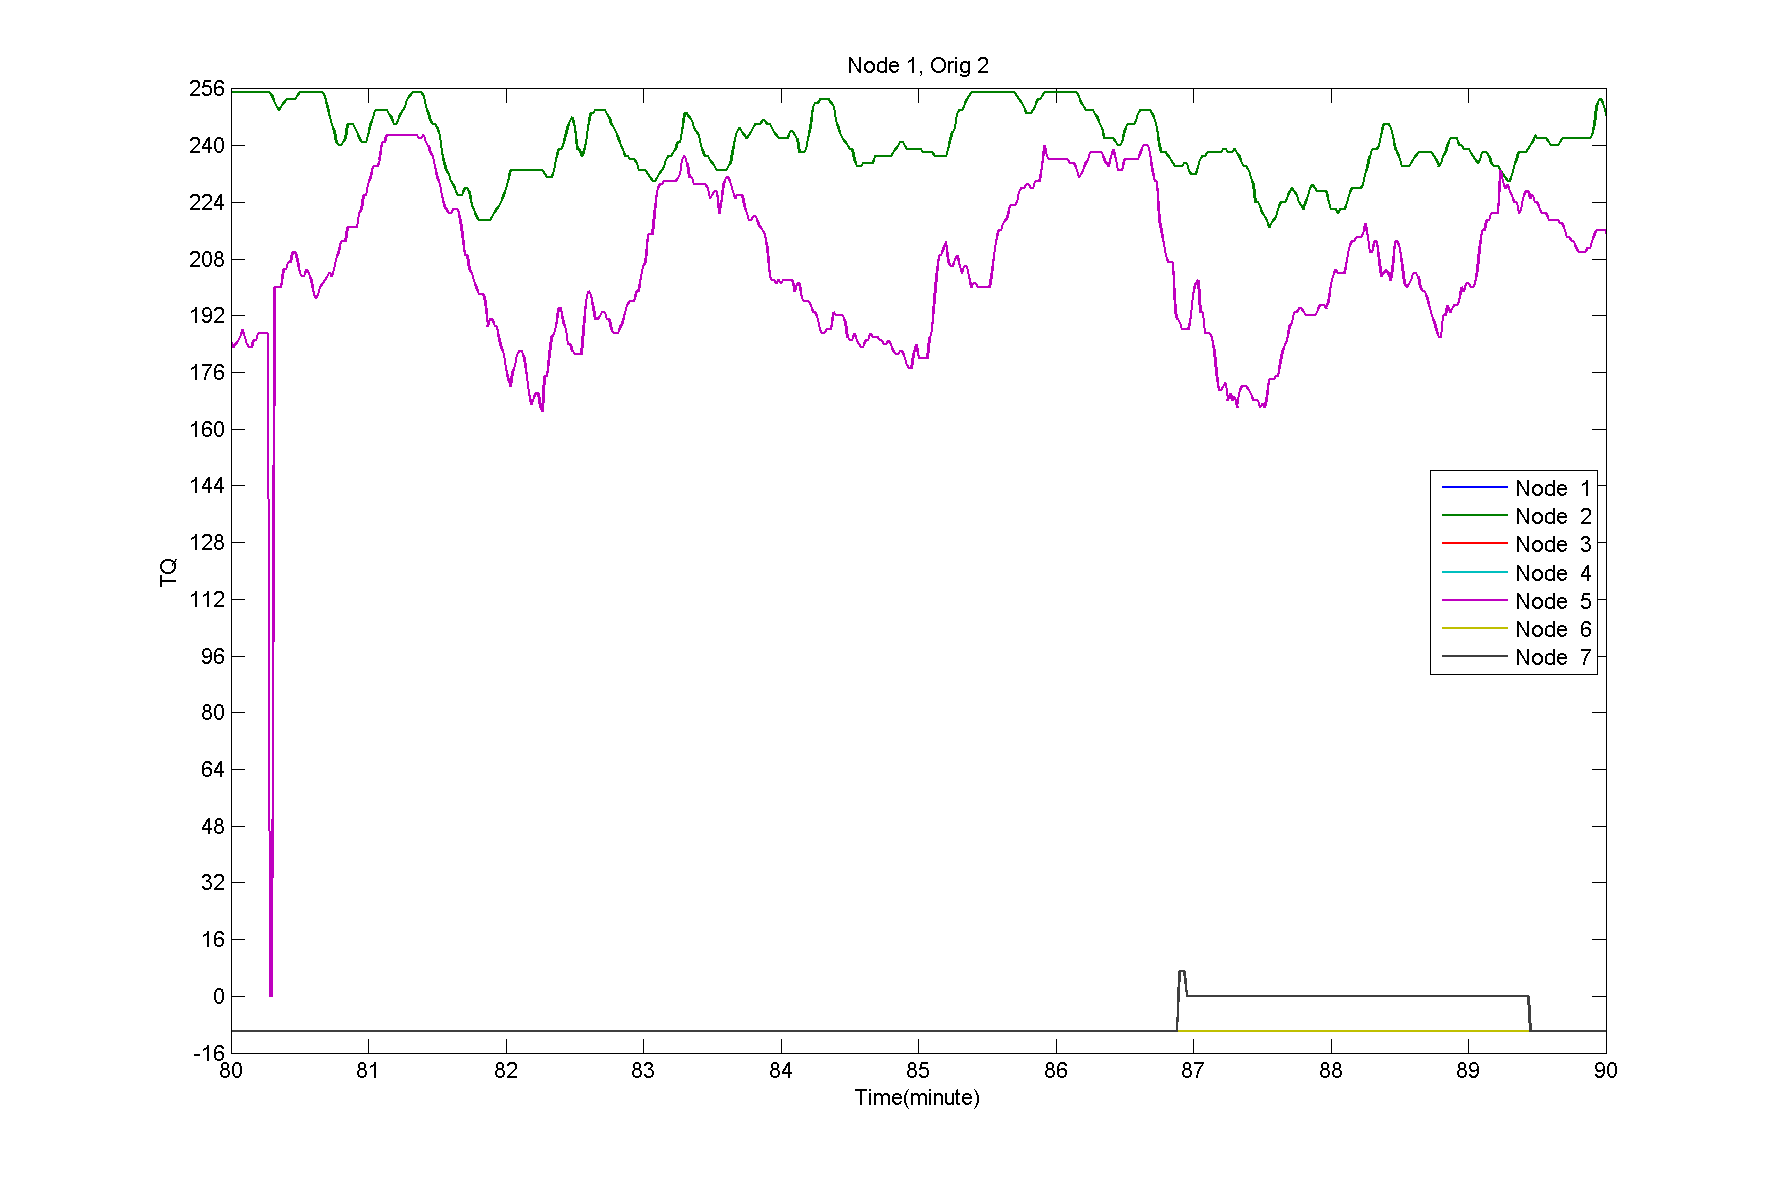 Node 1, Orig 2
256
240
224
208
192
176
160
144
128
112
96
80
64
48
32
16
0
-16
TQ
Node 1
Node 2
Node 3
Node 4
Node 5
Node 6
Node 7
80 81 82 83 84 85 86 87 88 89 90
Time(minute)